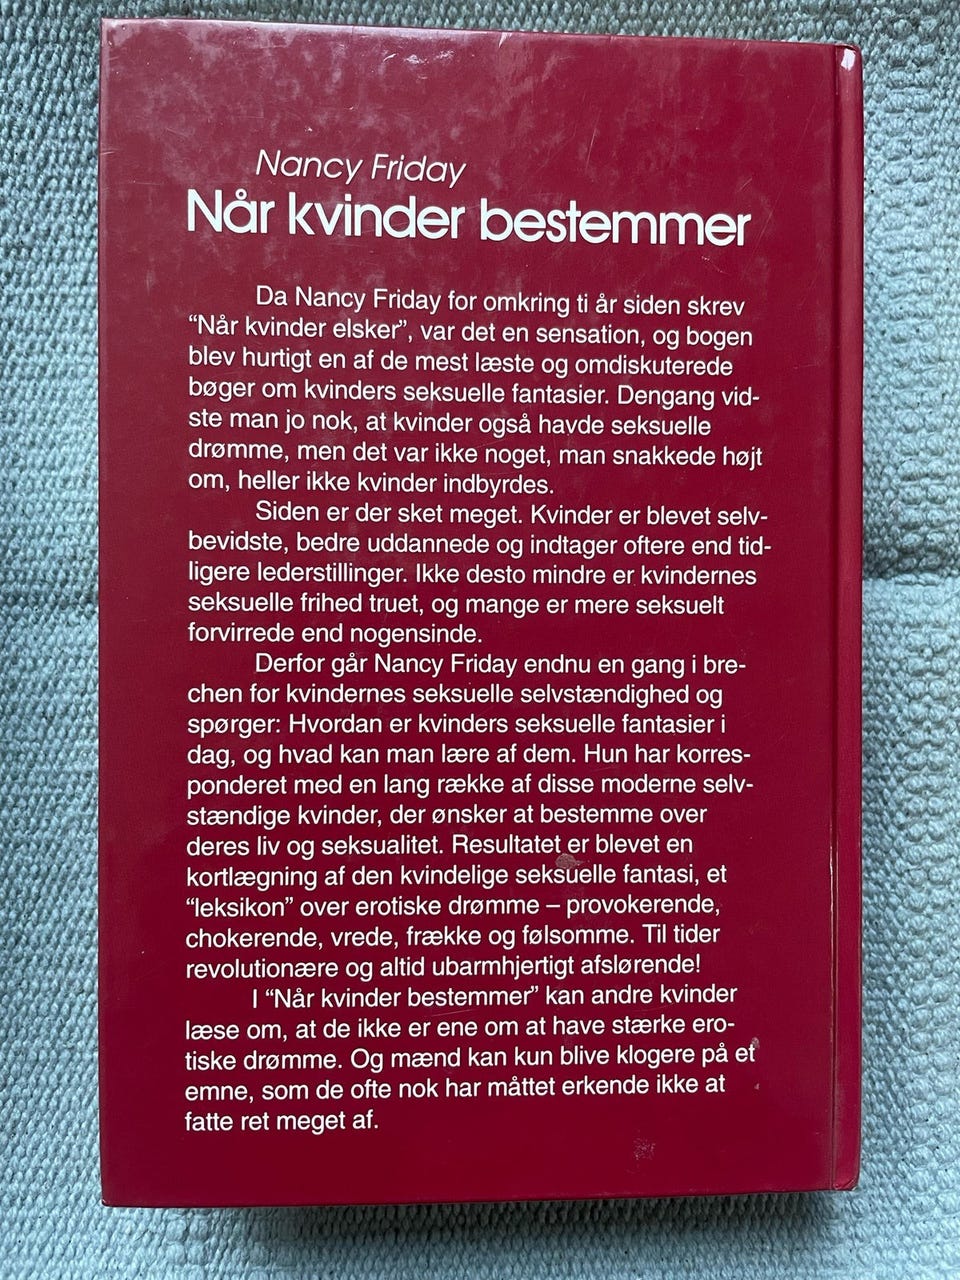 Nancy Friday
Når kvinder bestemmer
Da Nancy Friday for omkring ti år siden skrev
“Når kvinder elsker”, var det en sensation, og bogen
blev hurtigt en af de mest læste og omdiskuterede
bøger om kvinders seksuelle fantasier. Dengang vid-
ste man jo nok, at kvinder også havde seksuelle
drømme, men det var ikke noget, man snakkede højt
om, heller ikke kvinder indbyrdes.
Siden er der sket meget. Kvinder er blevet selv-
bevidste, bedre uddannede og indtager oftere end tid-
ligere lederstillinger. Ikke desto mindre er kvindernes
seksuelle frihed truet, og mange er mere seksuelt
forvirrede end nogensinde.
Derfor går Nancy Friday endnu en gang i bre-
chen for kvindernes seksuelle selvstændighed og
spørger: Hvordan er kvinders seksuelle fantasier i
dag, og hvad kan man lære af dem. Hun har korres-
ponderet med en lang række af disse moderne selv-
stændige kvinder, der ønsker at bestemme over
deres liv og seksualitet. Resultatet er blevet en
kortlægning af den kvindelige seksuelle fantasi, et
“leksikon” over erotiske drømme – provokerende,
chokerende, vrede, frække og følsomme. Til tider
revolutionære og altid ubarmhjertigt afslørende!
I “Når kvinder bestemmer” kan andre kvinder
læse om, at de ikke er ene om at have stærke ero-
tiske drømme. Og mænd kan kun blive klogere på et
emne, som de ofte nok har måttet erkende ikke at
fatte ret meget af.